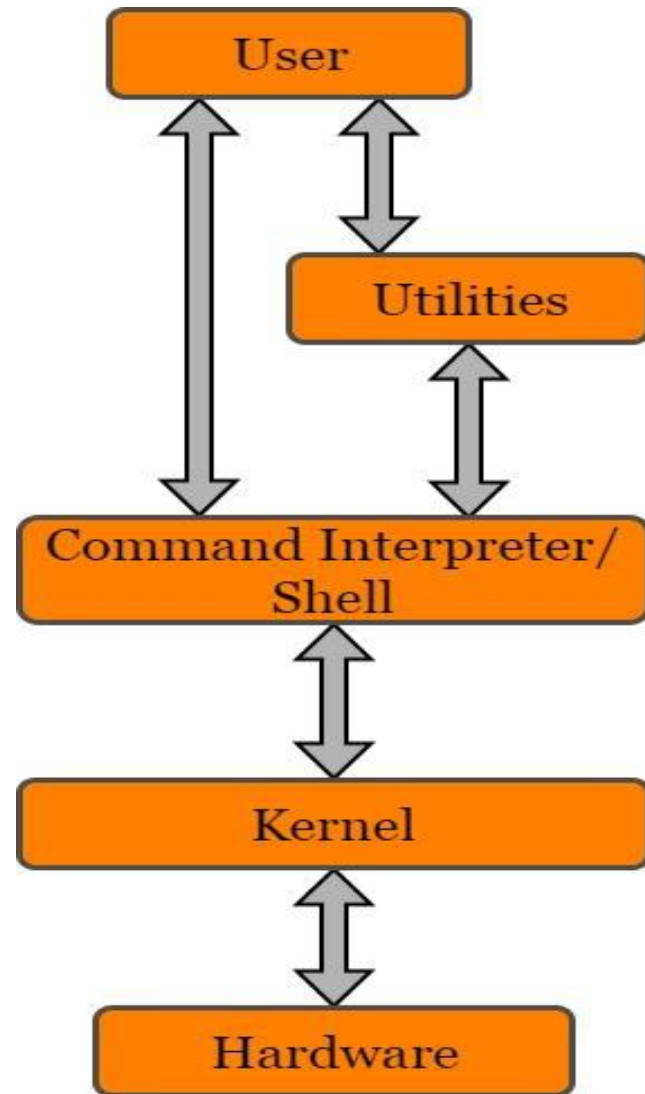 User
Utilities
Command Interpreter/
Shell
Kernel
Hardware